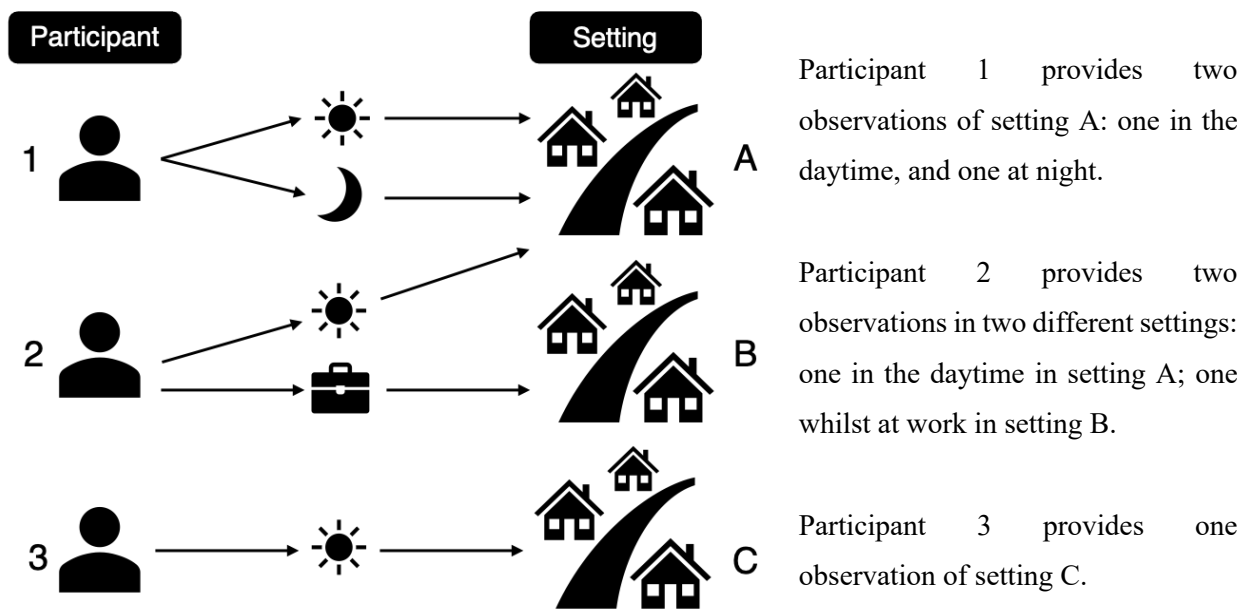 Participant
Setting
1
A
Participant 1 provides two
observations of setting A: one in the
daytime, and one at night.
2
B
Participant 2 provides two
observations in two different settings:
one in the daytime in setting A; one
whilst at work in setting B.
3
C
Participant 3 provides one
observation of setting C.